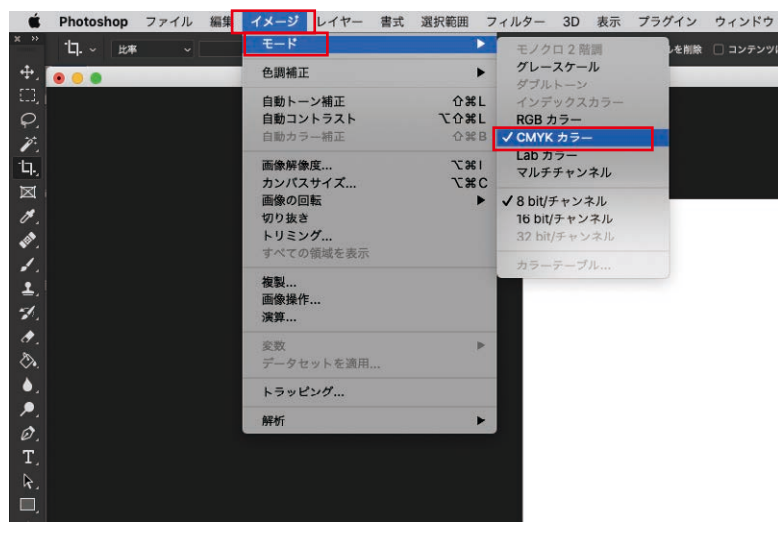 Photoshop ファイル 編集 イメージ レイヤー 書式 選択範囲 フィルター 3D 表示 プラグイン ウィンドウ
比率
を削除
モード
色調補正
自動トーン補正 ⇧⌘L
自動コントラスト ⌥⇧⌘L
自動カラー補正 ⇧⌘B
画像解像度... ⌥⌘I
カンバスサイズ... ⌥⌘C
画像の回転
切り抜き
トリミング...
すべての領域を表示
複製...
画像操作...
演算...
変数
データセットを適用...
トラッピング...
解析
モノクロ 2 階調
グレースケール
ダブルトーン
インデックスカラー
RGB カラー
✓ CMYK カラー
Lab カラー
マルチチャンネル
✓ 8 bit/チャンネル
16 bit/チャンネル
32 bit/チャンネル
カラーテーブル...